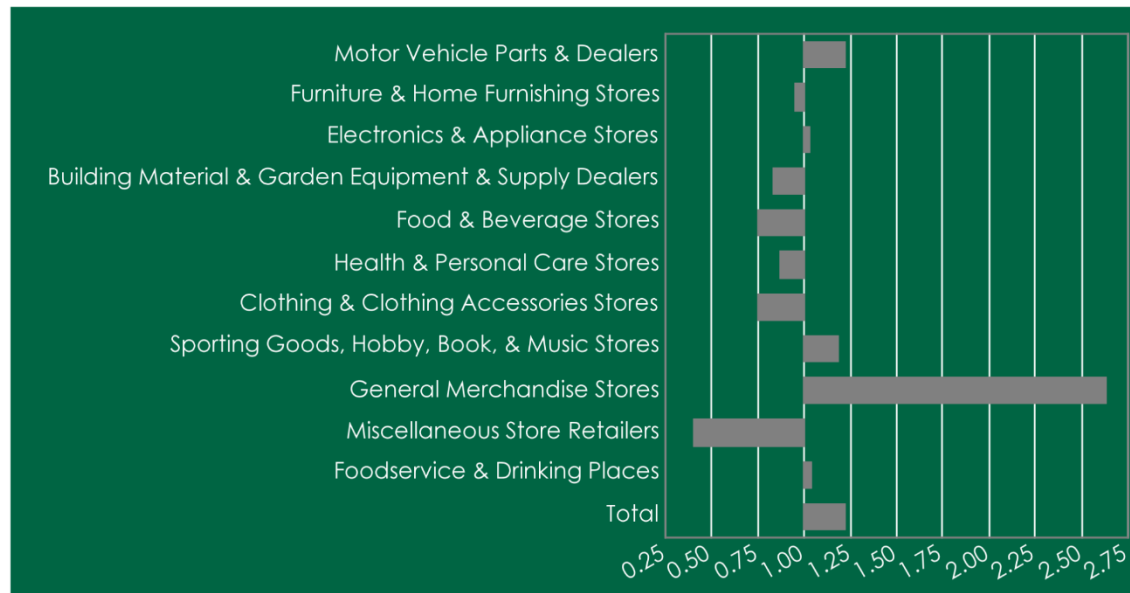 Motor Vehicle Parts & Dealers
Furniture & Home Furnishing Stores
Electronics & Appliance Stores
Building Material & Garden Equipment & Supply Dealers
Food & Beverage Stores
Health & Personal Care Stores
Clothing & Clothing Accessories Stores
Sporting Goods, Hobby, Book, & Music Stores
General Merchandise Stores
Miscellaneous Store Retailers
Foodservice & Drinking Places
Total
0.25 0.50 0.75 1.00 1.25 1.50 1.75 2.00 2.25 2.50 2.75